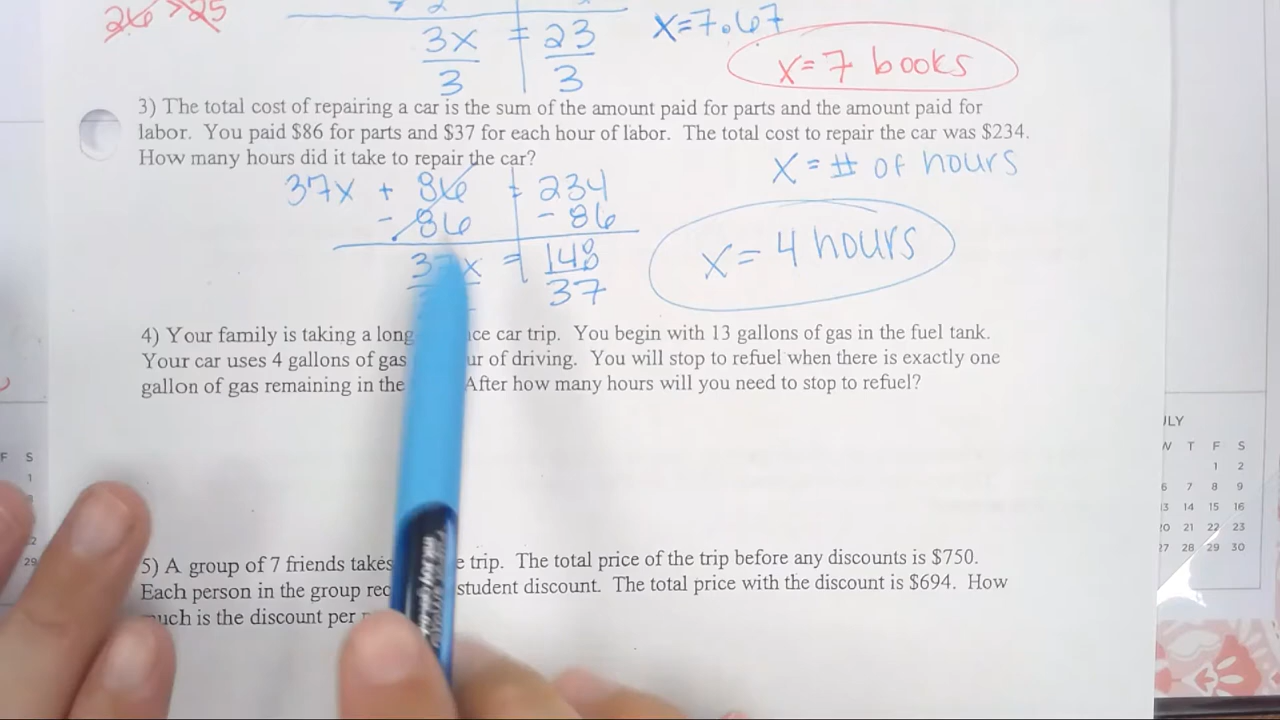 26 > 25
3x = 23
3 3
x=7.67
x=7 books
3) The total cost of repairing a car is the sum of the amount paid for parts and the amount paid for
labor. You paid $86 for parts and $37 for each hour of labor. The total cost to repair the car was $234.
How many hours did it take to repair the car?
x = # of hours
37x + 86 = 234
- 86 - 86
37x = 148
37
x = 4 hours
4) Your family is taking a long ce car trip. You begin with 13 gallons of gas in the fuel tank.
Your car uses 4 gallons of gas ur of driving. You will stop to refuel when there is exactly one
gallon of gas remaining in the After how many hours will you need to stop to refuel?
5) A group of 7 friends takes e trip. The total price of the trip before any discounts is $750.
Each person in the group rec student discount. The total price with the discount is $694. How
uch is the discount per
F S
1
29
ULY
W T F S
1 2
6 7 8 9
13 14 15 16
20 21 22 23
27 28 29 30